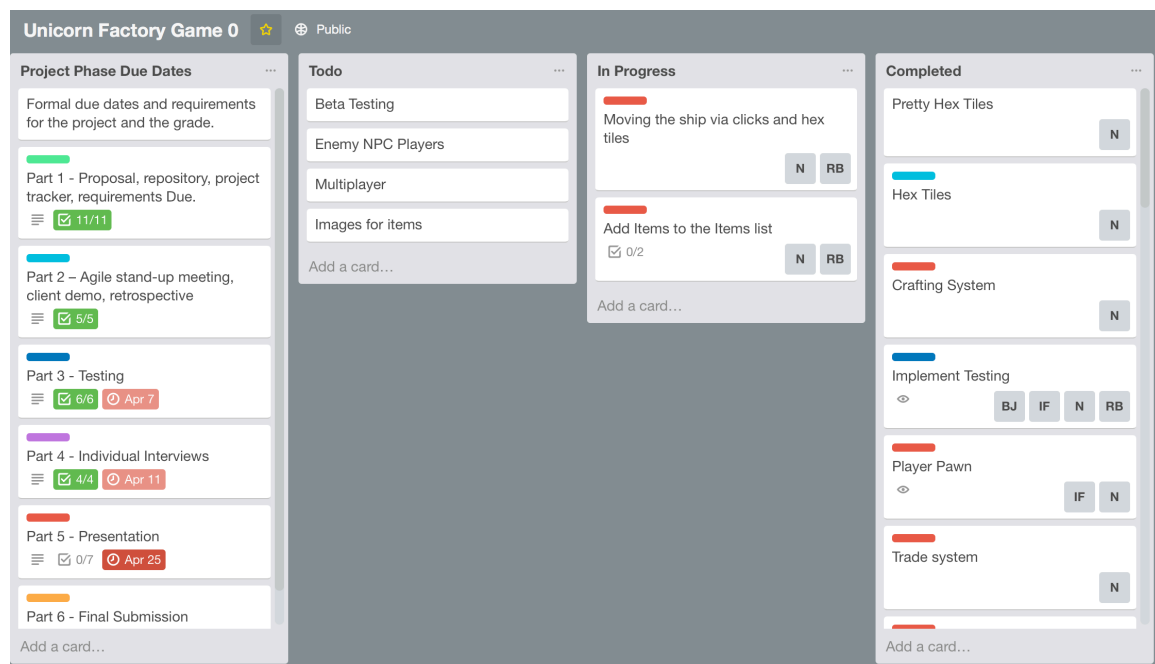 Unicorn Factory Game 0
Public
Project Phase Due Dates
Formal due dates and requirements
for the project and the grade.
Part 1 - Proposal, repository, project
tracker, requirements Due.
11/11
Part 2 – Agile stand-up meeting,
client demo, retrospective
5/5
Part 3 - Testing
6/6 Apr 7
Part 4 - Individual Interviews
4/4 Apr 11
Part 5 - Presentation
0/7 Apr 25
Part 6 - Final Submission
Add a card…
Todo
Beta Testing
Enemy NPC Players
Multiplayer
Images for items
Add a card…
In Progress
Moving the ship via clicks and hex
tiles
N RB
Add Items to the Items list
0/2 N RB
Add a card…
Completed
Pretty Hex Tiles
N
Hex Tiles
N
Crafting System
N
Implement Testing
BJ IF N RB
Player Pawn
IF N
Trade system
N
Add a card…